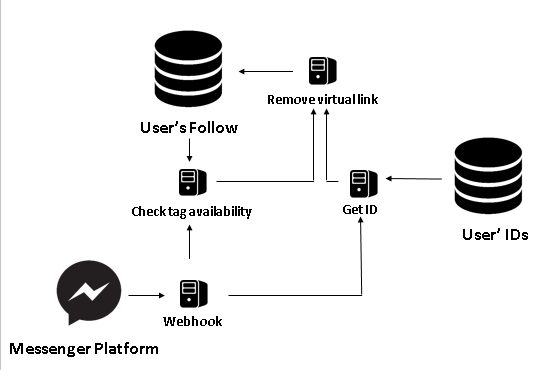 Remove virtual link
User's Follow
Check tag availability
Get ID
User' IDs
Webhook
Messenger Platform